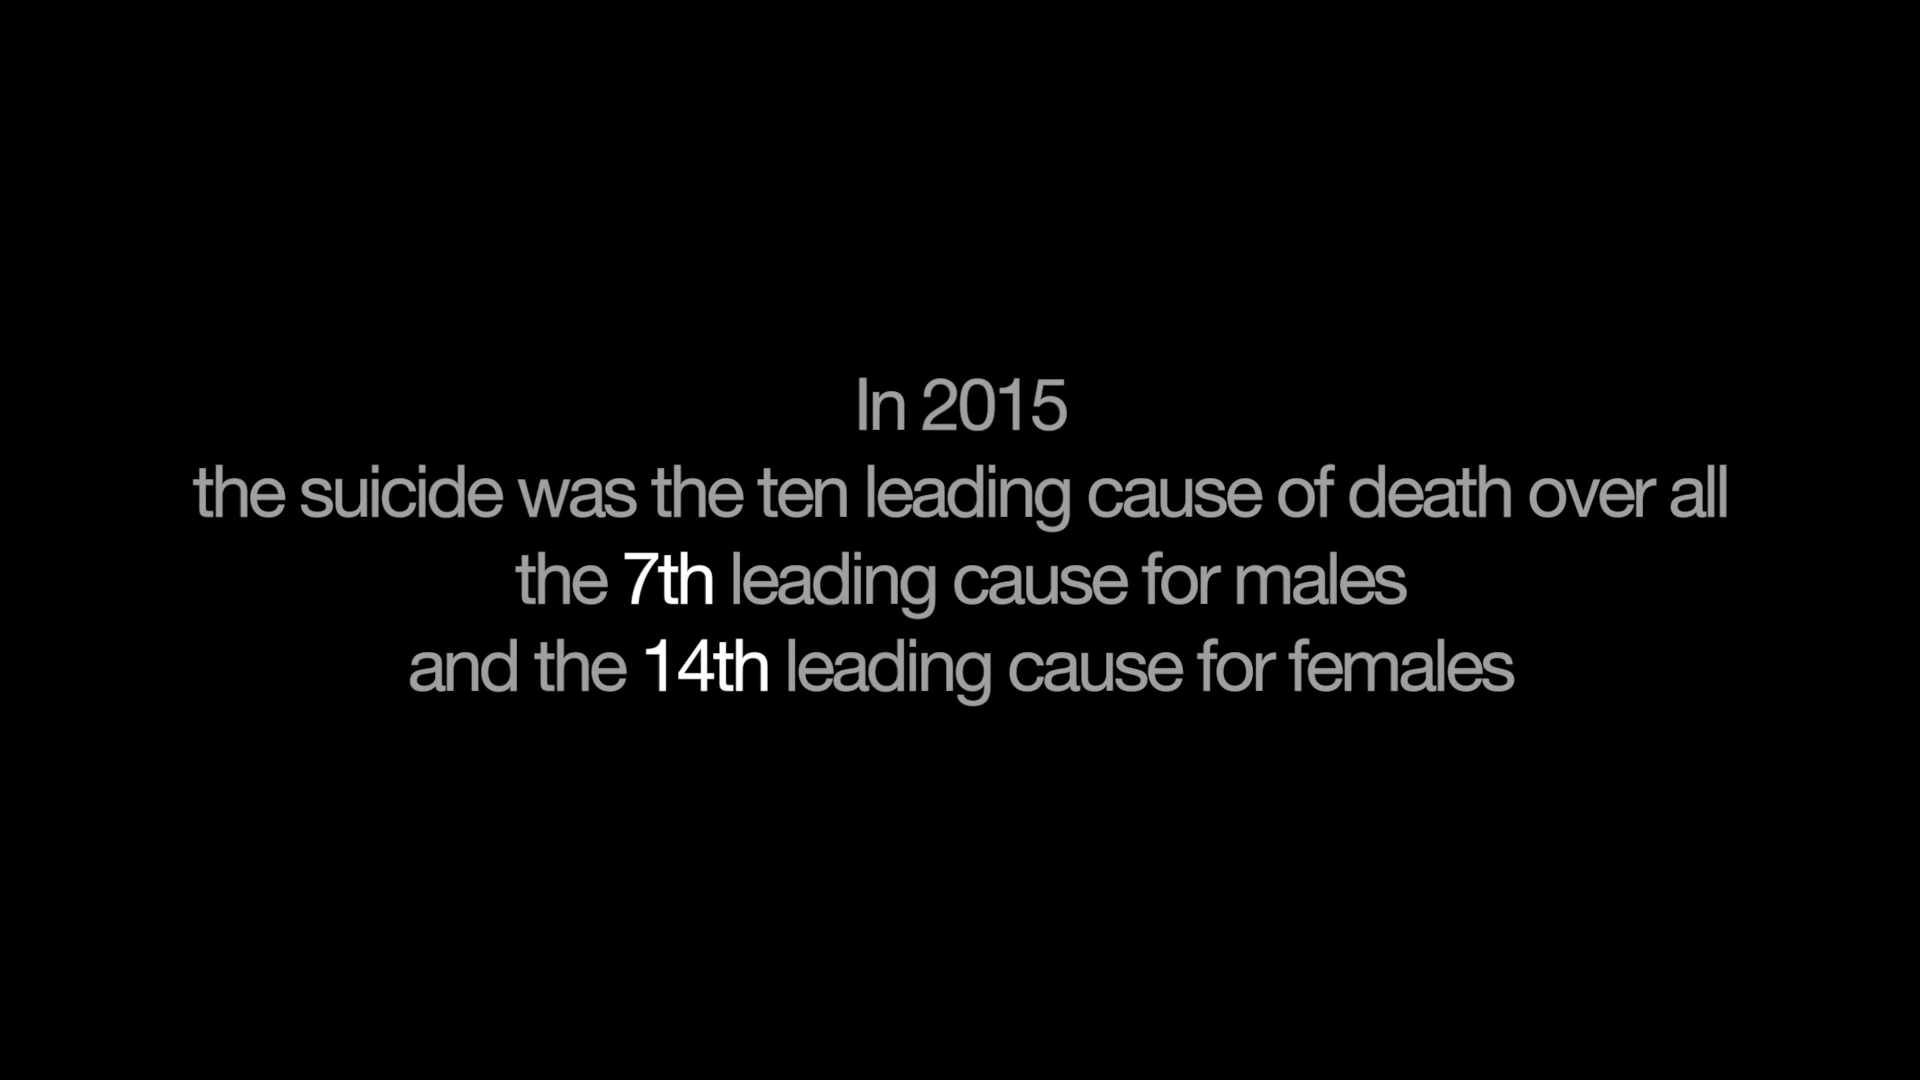 In 2015
the suicide was the ten leading cause of death over all
the 7th leading cause for males
and the 14th leading cause for females